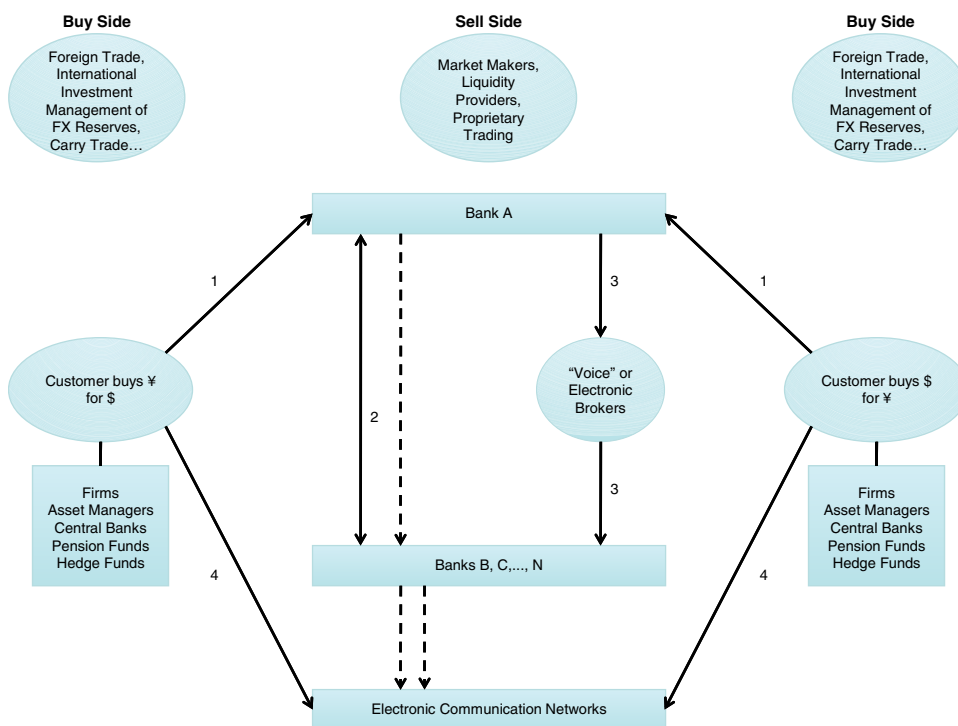 Buy Side
Sell Side
Buy Side
Foreign Trade,
International
Investment
Management of
FX Reserves,
Carry Trade…
Market Makers,
Liquidity
Providers,
Proprietary
Trading
Foreign Trade,
International
Investment
Management of
FX Reserves,
Carry Trade…
Bank A
1
3
1
Customer buys ¥
for $
2
“Voice” or
Electronic
Brokers
Customer buys $
for ¥
Firms
Asset Managers
Central Banks
Pension Funds
Hedge Funds
3
Firms
Asset Managers
Central Banks
Pension Funds
Hedge Funds
4
Banks B, C,..., N
4
Electronic Communication Networks